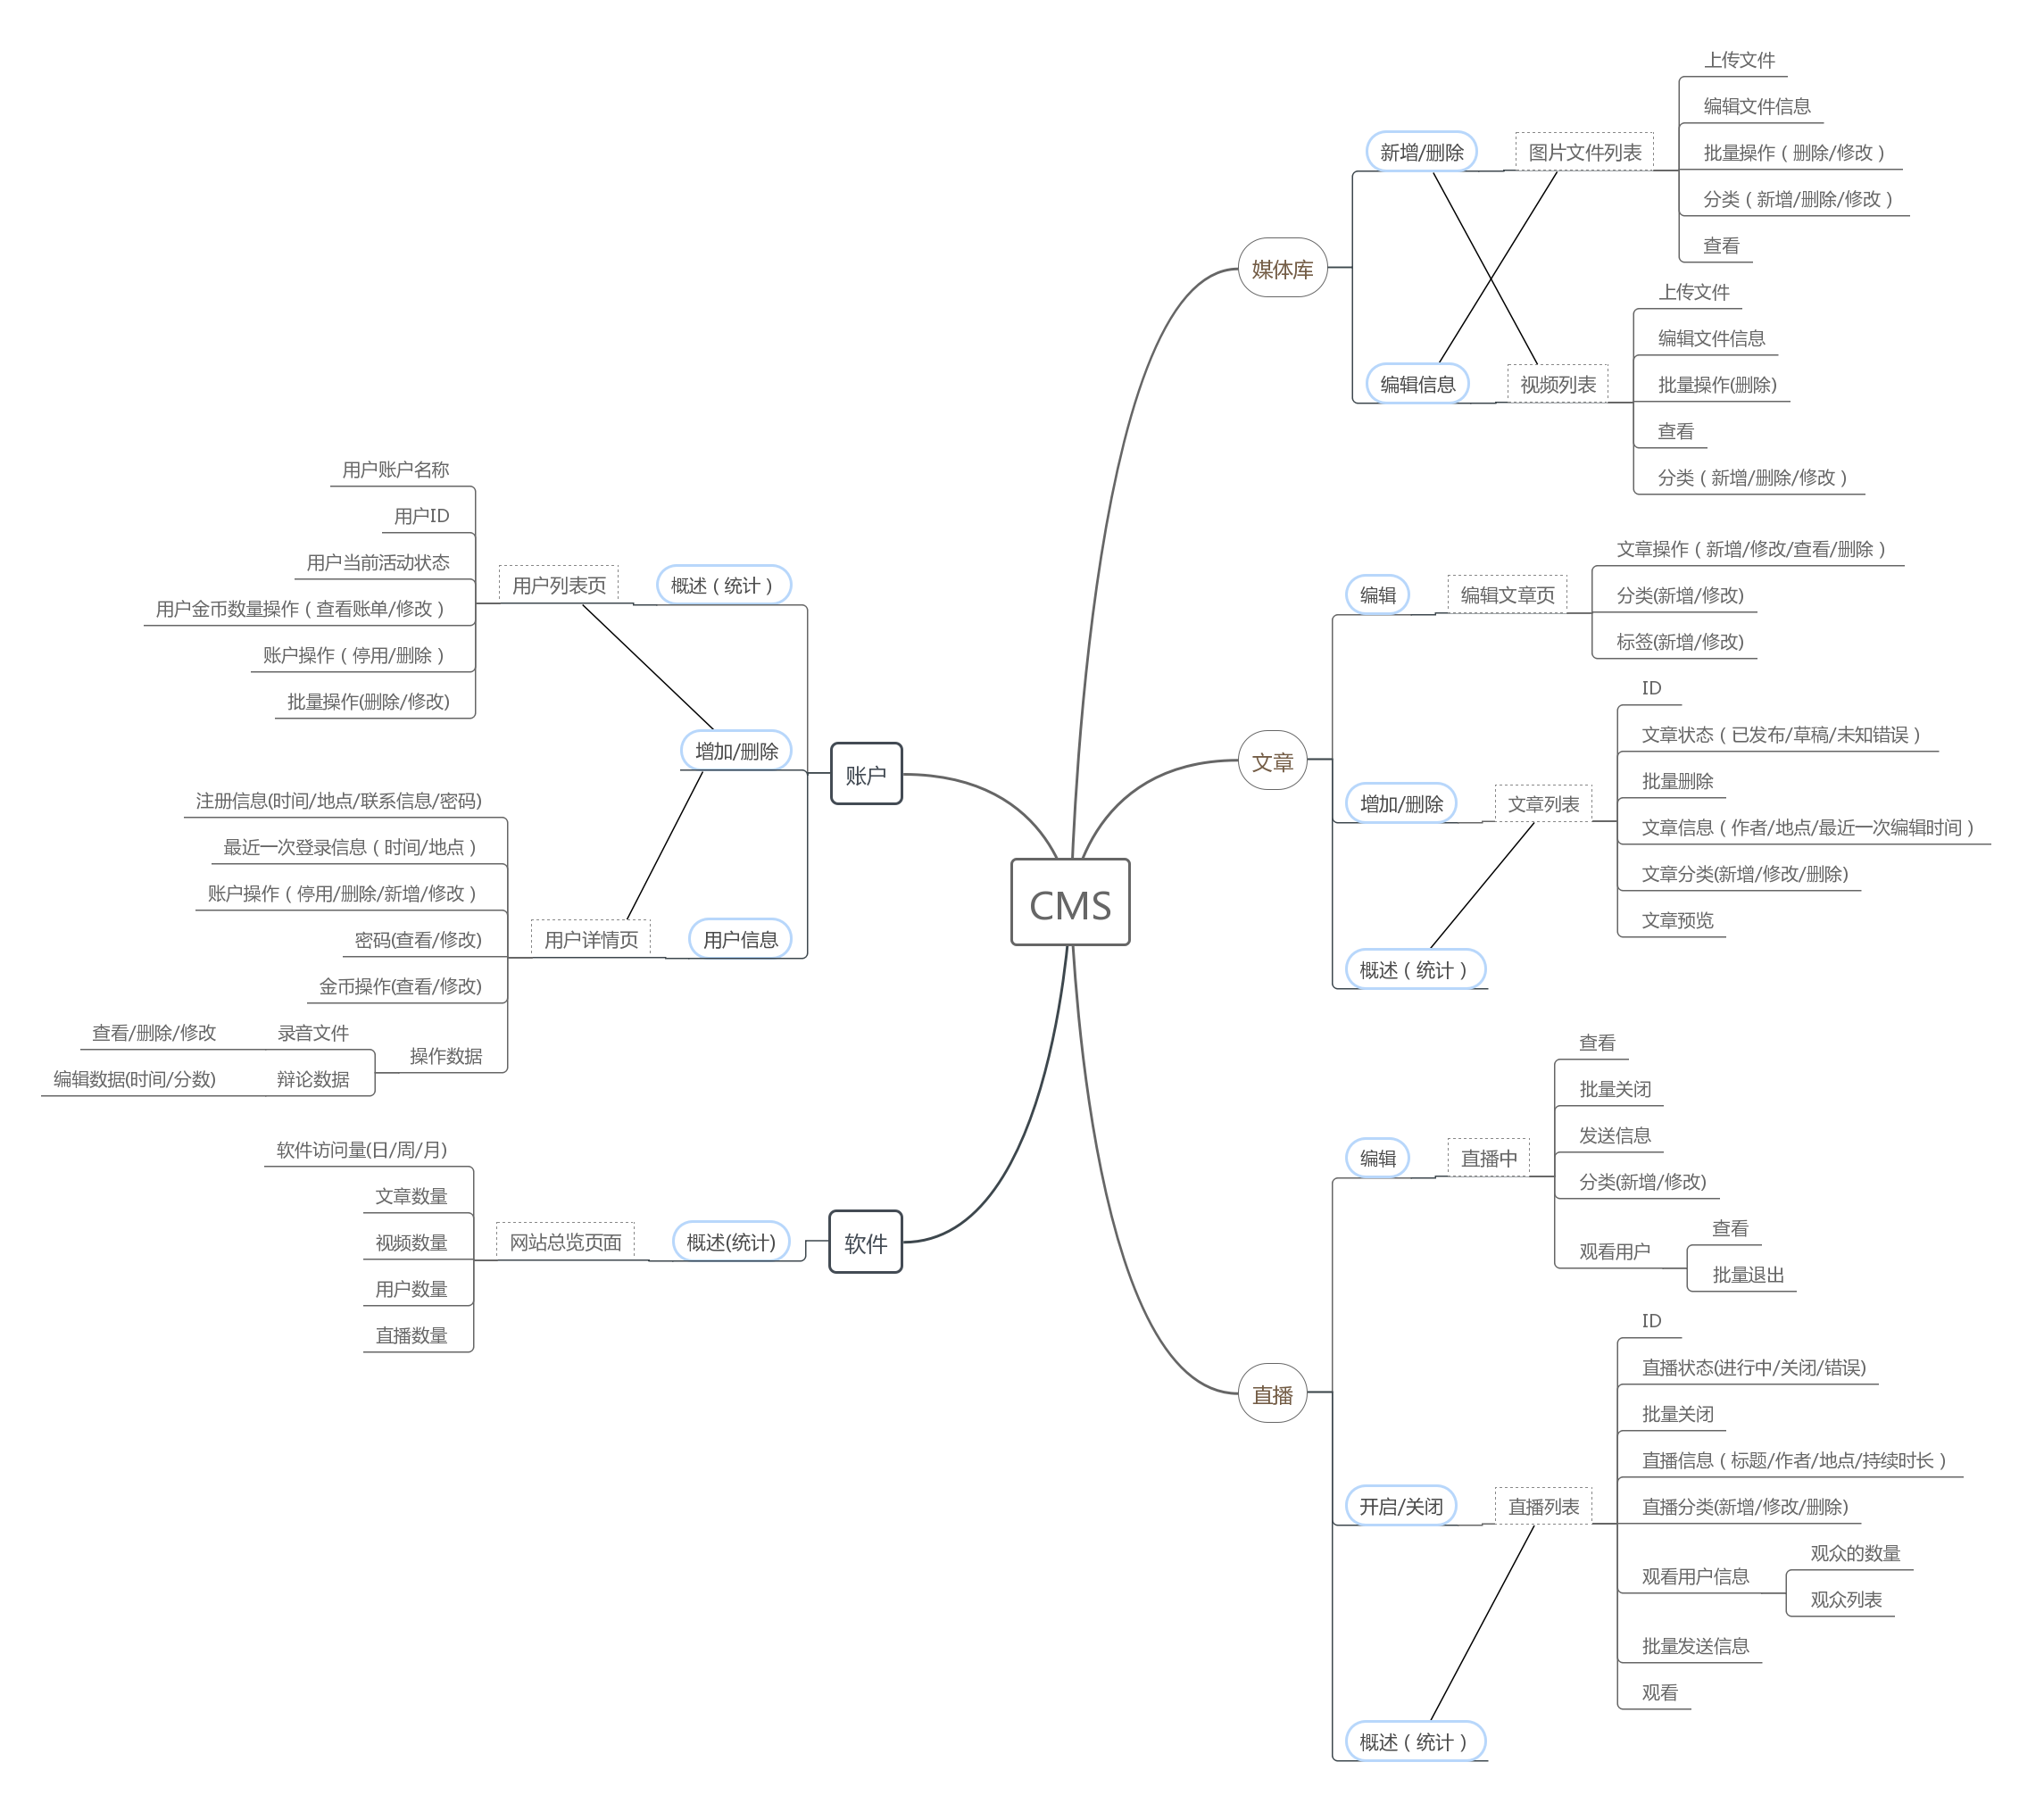 CMS
媒体库
新增/删除
图片文件列表
上传文件
编辑文件信息
批量操作（删除/修改）
分类（新增/删除/修改）
查看
编辑信息
视频列表
上传文件
编辑文件信息
批量操作(删除)
查看
分类（新增/删除/修改）
文章
编辑
编辑文章页
文章操作（新增/修改/查看/删除）
分类(新增/修改)
标签(新增/修改)
增加/删除
文章列表
ID
文章状态（已发布/草稿/未知错误）
批量删除
文章信息（作者/地点/最近一次编辑时间）
文章分类(新增/修改/删除)
文章预览
概述（统计）
直播
编辑
直播中
查看
批量关闭
发送信息
分类(新增/修改)
观看用户
查看
批量退出
开启/关闭
直播列表
ID
直播状态(进行中/关闭/错误)
批量关闭
直播信息（标题/作者/地点/持续时长）
直播分类(新增/修改/删除)
观看用户信息
观众的数量
观众列表
批量发送信息
观看
概述（统计）
账户
概述（统计）
用户列表页
用户账户名称
用户ID
用户当前活动状态
用户金币数量操作（查看账单/修改）
账户操作（停用/删除）
批量操作(删除/修改)
增加/删除
用户信息
用户详情页
注册信息(时间/地点/联系信息/密码)
最近一次登录信息（时间/地点）
账户操作（停用/删除/新增/修改）
密码(查看/修改)
金币操作(查看/修改)
操作数据
录音文件
查看/删除/修改
辩论数据
编辑数据(时间/分数)
软件
概述(统计)
网站总览页面
软件访问量(日/周/月)
文章数量
视频数量
用户数量
直播数量